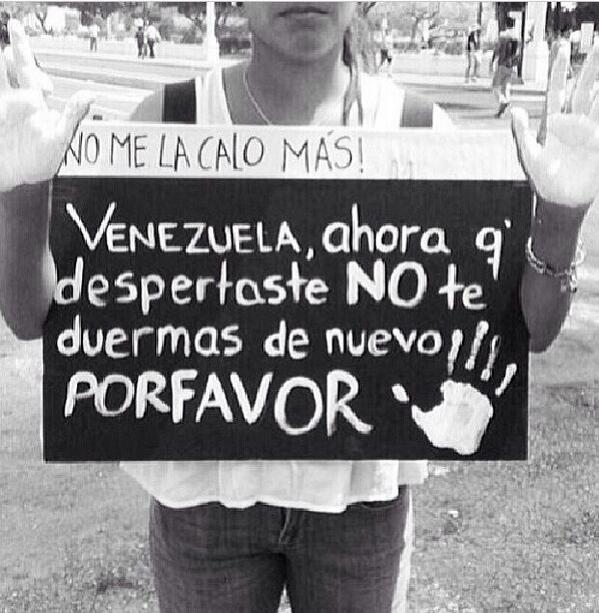 NO ME LA CALO MÁS!
VENEZUELA, ahora q'
despertaste NO te
duermas de nuevo!!!!
PORFAVOR